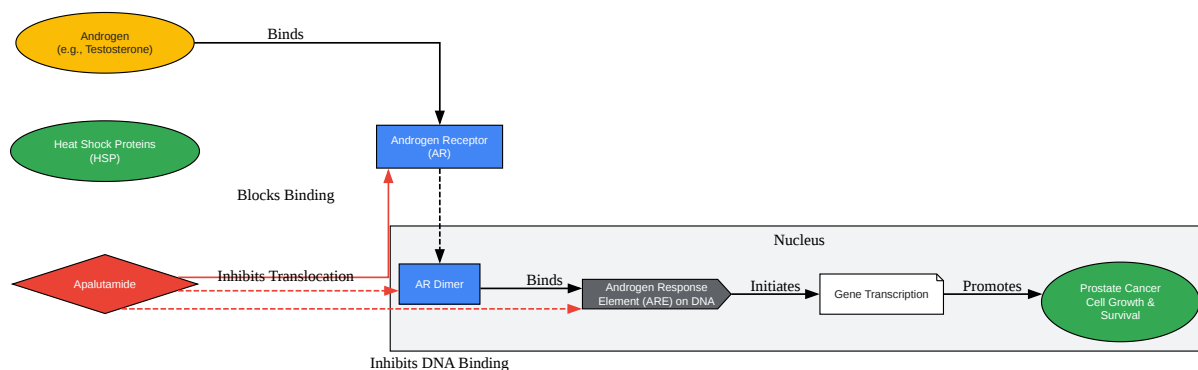 Androgen
(e.g., Testosterone)
Binds
Heat Shock Proteins
(HSP)
Androgen Receptor
(AR)
Blocks Binding
Nucleus
Apalutamide
Inhibits Translocation
AR Dimer
Binds
Androgen Response
Element (ARE) on DNA
Initiates
Gene Transcription
Promotes
Prostate Cancer
Cell Growth &
Survival
Inhibits DNA Binding